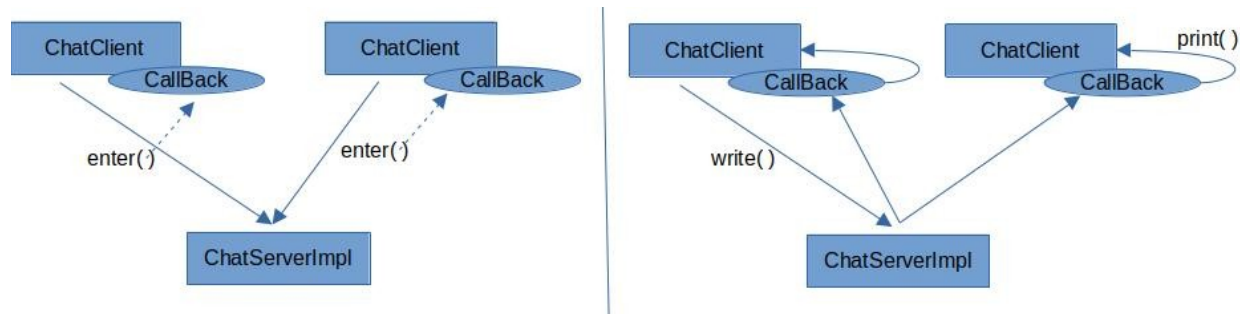 ChatClient
CallBack
enter( )
ChatClient
CallBack
enter( )
ChatServerImpl
ChatClient
CallBack
write( )
ChatClient
CallBack
print( )
ChatServerImpl